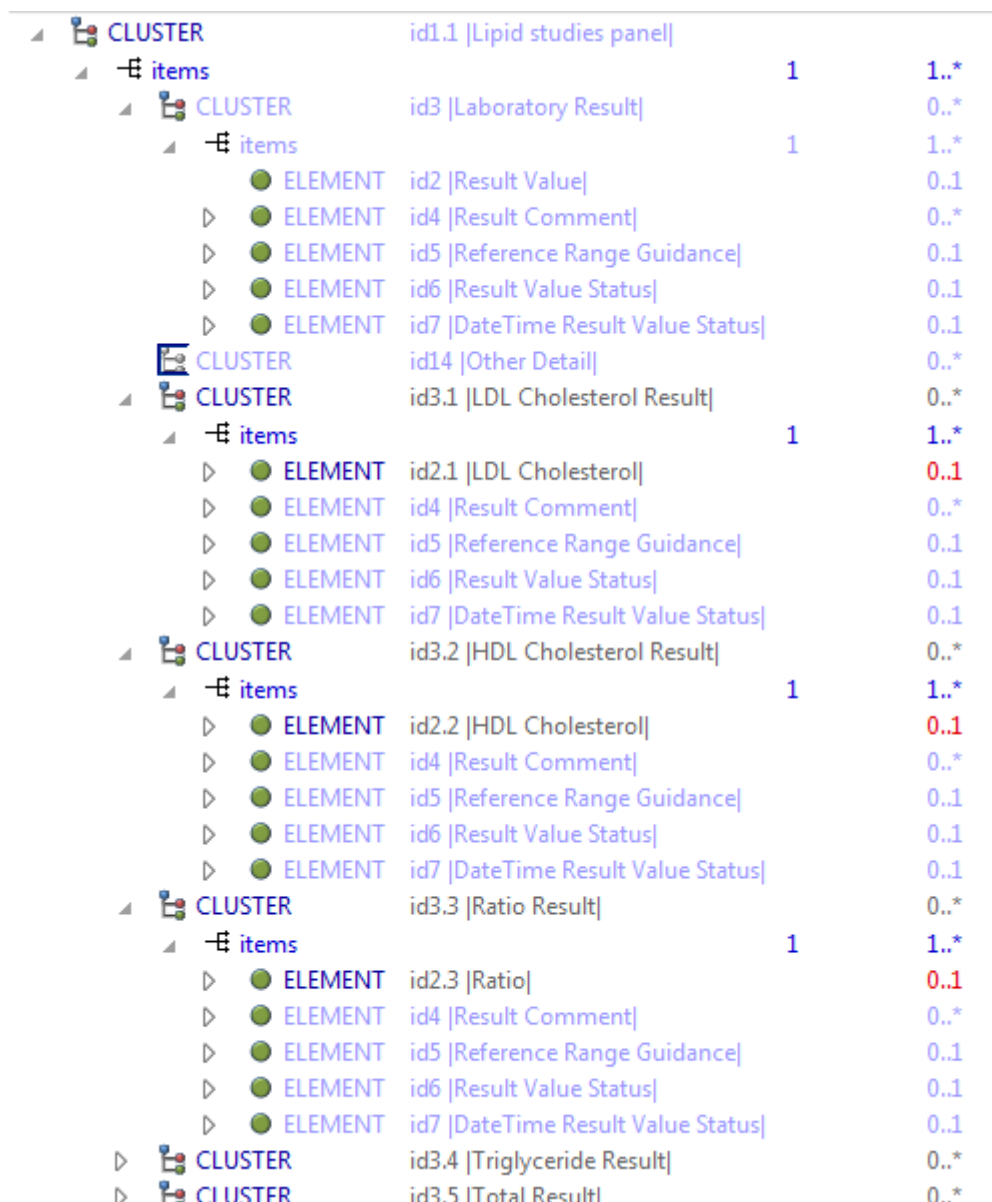 CLUSTER id1.1 |Lipid studies panel|
items 1 1..*
CLUSTER id3 |Laboratory Result| 0..*
items 1 1..*
ELEMENT id2 |Result Value| 0..1
ELEMENT id4 |Result Comment| 0..*
ELEMENT id5 |Reference Range Guidance| 0..1
ELEMENT id6 |Result Value Status| 0..1
ELEMENT id7 |DateTime Result Value Status| 0..1
CLUSTER id14 |Other Detail| 0..*
CLUSTER id3.1 |LDL Cholesterol Result| 0..*
items 1 1..*
ELEMENT id2.1 |LDL Cholesterol| 0..1
ELEMENT id4 |Result Comment| 0..*
ELEMENT id5 |Reference Range Guidance| 0..1
ELEMENT id6 |Result Value Status| 0..1
ELEMENT id7 |DateTime Result Value Status| 0..1
CLUSTER id3.2 |HDL Cholesterol Result| 0..*
items 1 1..*
ELEMENT id2.2 |HDL Cholesterol| 0..1
ELEMENT id4 |Result Comment| 0..*
ELEMENT id5 |Reference Range Guidance| 0..1
ELEMENT id6 |Result Value Status| 0..1
ELEMENT id7 |DateTime Result Value Status| 0..1
CLUSTER id3.3 |Ratio Result| 0..*
items 1 1..*
ELEMENT id2.3 |Ratio| 0..1
ELEMENT id4 |Result Comment| 0..*
ELEMENT id5 |Reference Range Guidance| 0..1
ELEMENT id6 |Result Value Status| 0..1
ELEMENT id7 |DateTime Result Value Status| 0..1
CLUSTER id3.4 |Triglyceride Result| 0..*
CLUSTER id3.5 |Total Result| 0..*